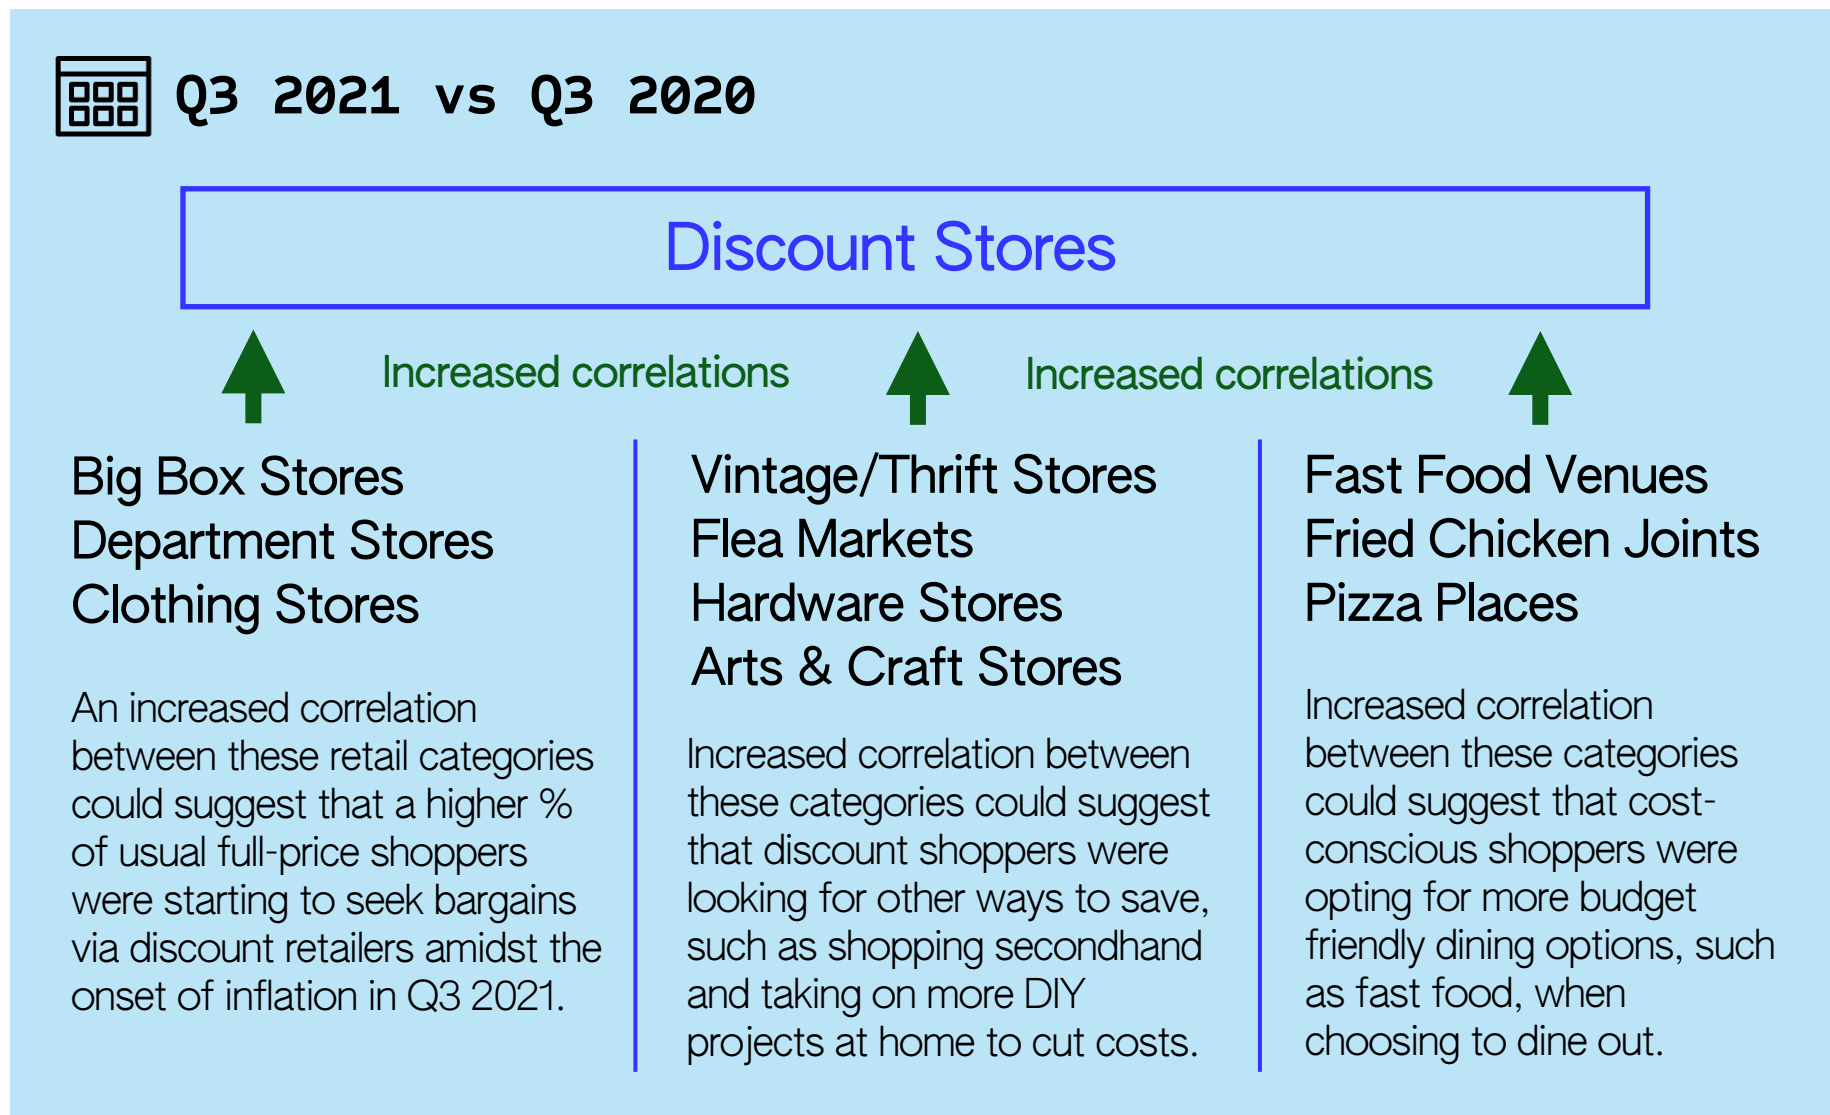 Q3 2021 vs Q3 2020
Discount Stores
Increased correlations
Increased correlations
Big Box Stores
Department Stores
Clothing Stores
An increased correlation
between these retail categories
could suggest that a higher %
of usual full-price shoppers
were starting to seek bargains
via discount retailers amidst the
onset of inflation in Q3 2021.
Vintage/Thrift Stores
Flea Markets
Hardware Stores
Arts & Craft Stores
Increased correlation between
these categories could suggest
that discount shoppers were
looking for other ways to save,
such as shopping secondhand
and taking on more DIY
projects at home to cut costs.
Fast Food Venues
Fried Chicken Joints
Pizza Places
Increased correlation
between these categories
could suggest that cost-
conscious shoppers were
opting for more budget
friendly dining options, such
as fast food, when
choosing to dine out.